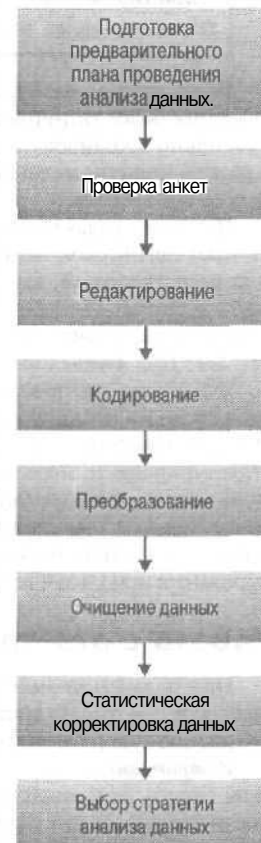 Подготовка
предварительного
плана проведения
анализа данных.
Проверка анкет
Редактирование
Кодирование
Преобразование
Очищение данных
Статистическая
корректировка данных
Выбор стратегии
анализа данных